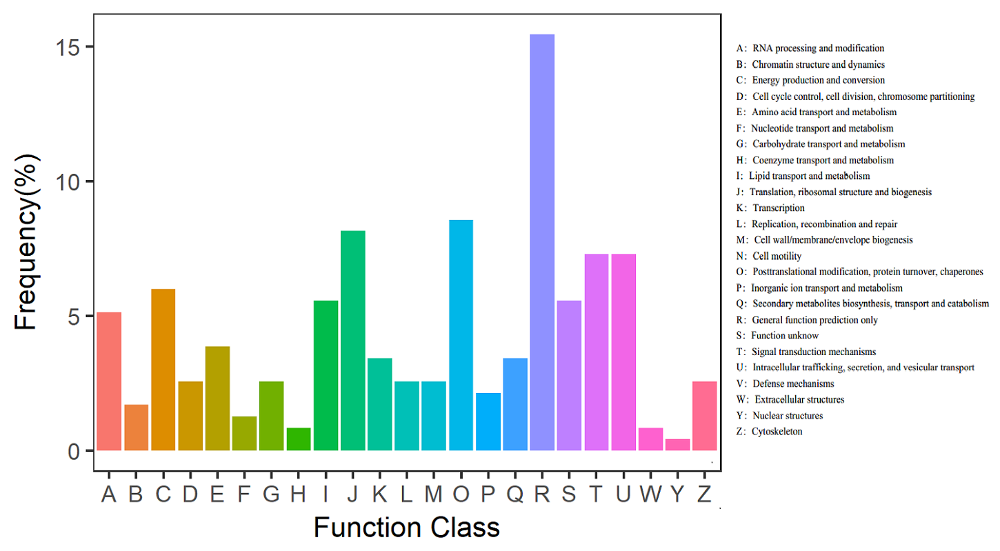 Frequency(%)
15
10
5
0
A B C D E F G H I J K L M O P Q R S T U W Y Z
Function Class
A: RNA processing and modification
B: Chromatin structure and dynamics
C: Energy production and conversion
D: Cell cycle control, cell division, chromosome partitioning
E: Amino acid transport and metabolism
F: Nucleotide transport and metabolism
G: Carbohydrate transport and metabolism
H: Coenzyme transport and metabolism
I: Lipid transport and metabolism
J: Translation, ribosomal structure and biogenesis
K: Transcription
L: Replication, recombination and repair
M: Cell wall/membrane/envelope biogenesis
N: Cell motility
O: Posttranslational modification, protein turnover, chaperones
P: Inorganic ion transport and metabolism
Q: Secondary metabolites biosynthesis, transport and catabolism
R: General function prediction only
S: Function unknow
T: Signal transduction mechanisms
U: Intracellular trafficking, secretion, and vesicular transport
V: Defense mechanisms
W: Extracellular structures
Y: Nuclear structures
Z: Cytoskeleton